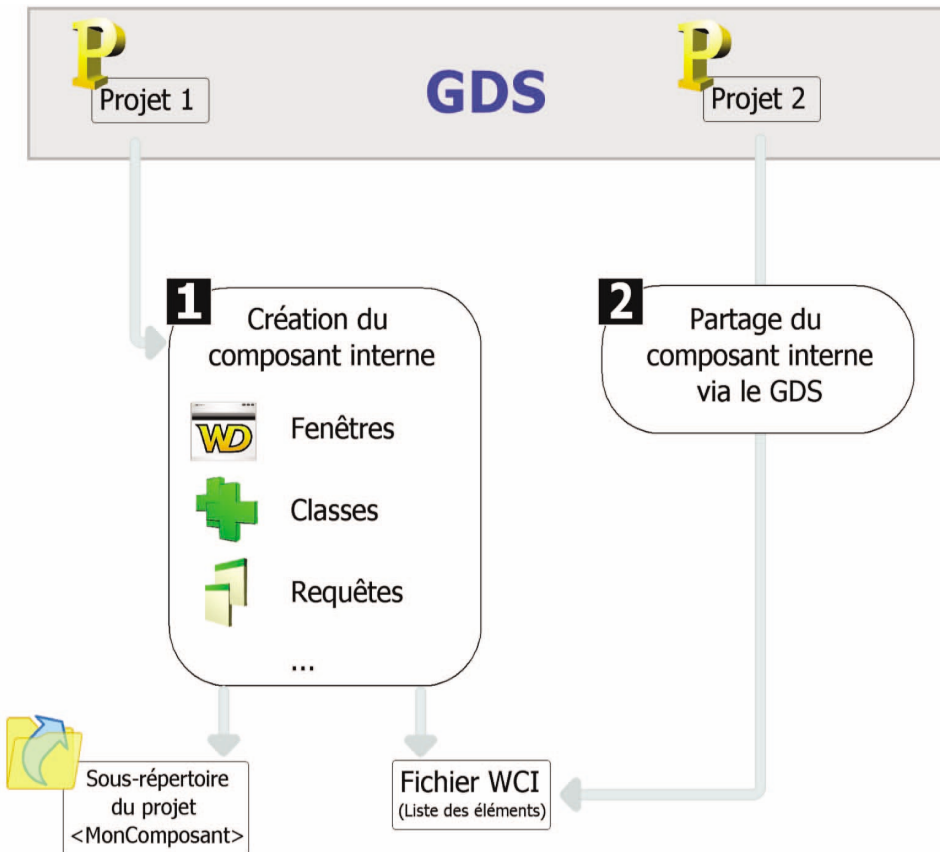 GDS
Projet 1
Projet 2
1
Création du
composant interne
WD
Fenêtres
Classes
Requêtes
...
2
Partage du
composant interne
via le GDS
Sous-répertoire
du projet
<MonComposant>
Fichier WCI
(Liste des éléments)